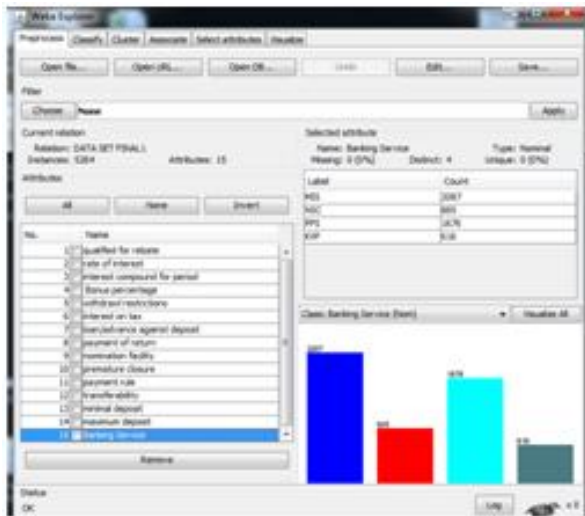 Weka Explorer
Preprocess Classify Cluster Associate Select attributes Visualize
Open file... Open URL... Open DB... Undo Edit... Save...
Filter
Choose None Apply
Current relation
Relation: DATA SET FINAL1
Instances: 5284 Attributes: 15
Selected attribute
Name: Banking Service Type: Nominal
Missing: 0 (0%) Distinct: 4 Unique: 0 (0%)
Attributes
All None Invert
No. Name
1 qualified for rebate
2 rate of interest
3 interest compound for period
4 Bonus percentage
5 withdrawl restrictions
6 interest on tax
7 loan/advance against deposit
8 payment of return
9 nomination facility
10 premature closure
11 payment rule
12 transferability
13 minimal deposit
14 maximum deposit
15 Banking Service
Remove
Label Count
MIS
NSC
PPF
KVP
Class: Banking Service (Nom) Visualize All
Status
OK
Log x 0